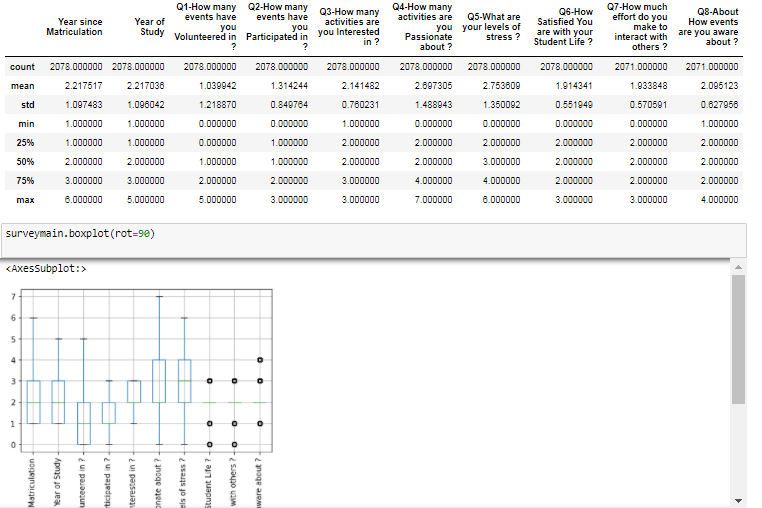 Year since Matriculation Year of Study Q1-How many events have you Volunteered in ? Q2-How many events have you Participated in ? Q3-How many activities are you Interested in ? Q4-How many activities are you Passionate about ? Q5-What are your levels of stress ? Q6-How Satisfied You are with your Student Life ? Q7-How much effort do you make to interact with others ? Q8-About How events are you aware about ?
count 2078.000000 2078.000000 2078.000000 2078.000000 2078.000000 2078.000000 2078.000000 2078.000000 2071.000000 2071.000000
mean 2.217517 2.217036 1.039942 1.314244 2.141482 2.697305 2.753609 1.914341 1.933848 2.095123
std 1.097483 1.096042 1.218870 0.849764 0.760231 1.488943 1.350092 0.551949 0.570591 0.627956
min 1.000000 1.000000 0.000000 0.000000 1.000000 0.000000 0.000000 0.000000 0.000000 1.000000
25% 1.000000 1.000000 0.000000 1.000000 2.000000 2.000000 2.000000 2.000000 2.000000 2.000000
50% 2.000000 2.000000 1.000000 1.000000 2.000000 2.000000 3.000000 2.000000 2.000000 2.000000
75% 3.000000 3.000000 2.000000 2.000000 3.000000 4.000000 4.000000 2.000000 2.000000 2.000000
max 6.000000 5.000000 5.000000 3.000000 3.000000 7.000000 6.000000 3.000000 3.000000 4.000000
surveymain.boxplot(rot=90)
<AxesSubplot:>
7
6
5
4
3
2
1
0
Matriculation
ear of Study
unteered in ?
ticipated in ?
terested in ?
nate about ?
ls of stress ?
tudent Life ?
with others ?
ware about ?